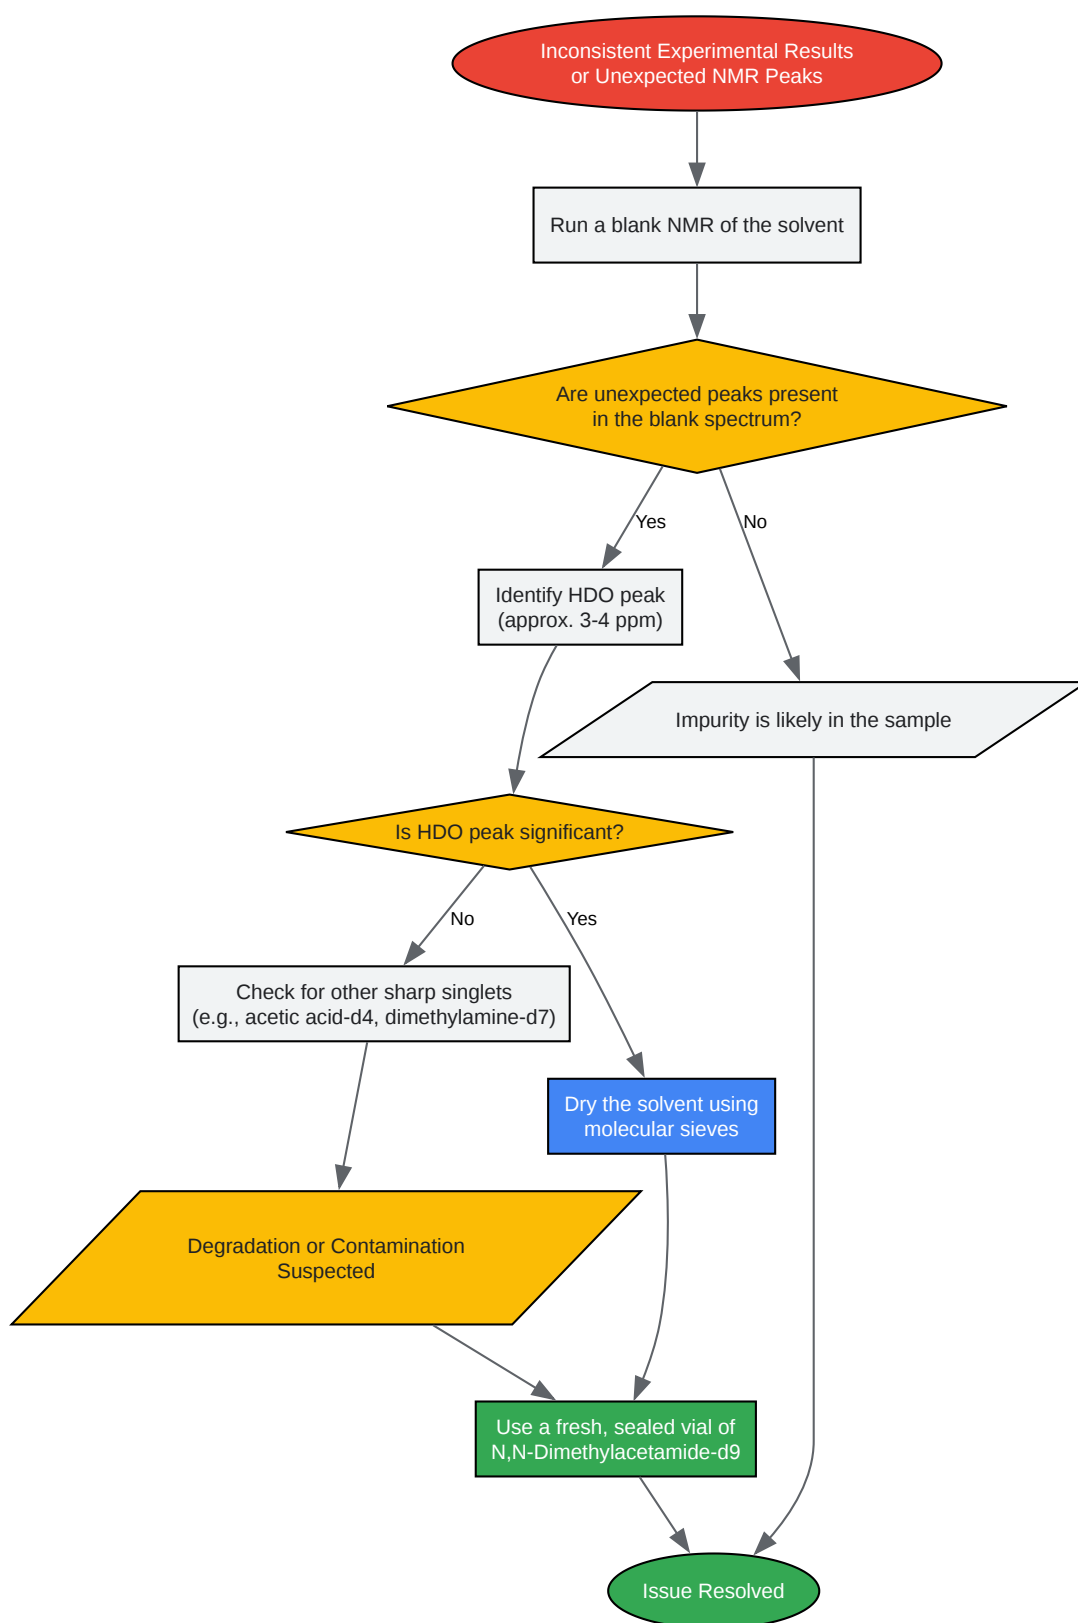 Inconsistent Experimental Results
or Unexpected NMR Peaks
Run a blank NMR of the solvent
Are unexpected peaks present
in the blank spectrum?
Yes
No
Identify HDO peak
(approx. 3-4 ppm)
Impurity is likely in the sample
Is HDO peak significant?
No
Yes
Check for other sharp singlets
(e.g., acetic acid-d4, dimethylamine-d7)
Dry the solvent using
molecular sieves
Degradation or Contamination
Suspected
Use a fresh, sealed vial of
N,N-Dimethylacetamide-d9
Issue Resolved